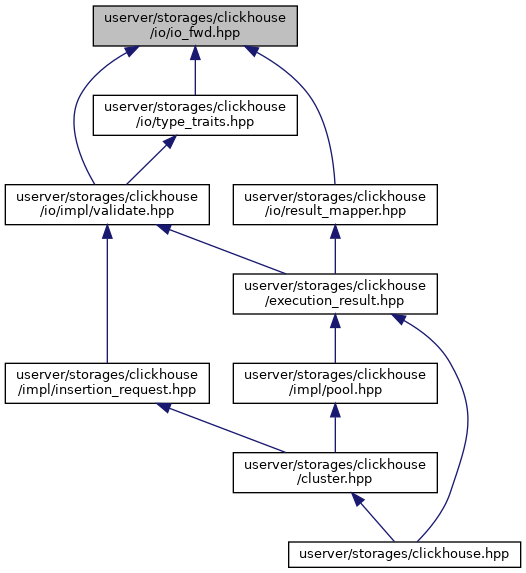 userver/storages/clickhouse
/io/io_fwd.hpp
userver/storages/clickhouse
/io/type_traits.hpp
userver/storages/clickhouse
/io/impl/validate.hpp
userver/storages/clickhouse
/io/result_mapper.hpp
userver/storages/clickhouse
/execution_result.hpp
userver/storages/clickhouse
/impl/insertion_request.hpp
userver/storages/clickhouse
/impl/pool.hpp
userver/storages/clickhouse
/cluster.hpp
userver/storages/clickhouse.hpp